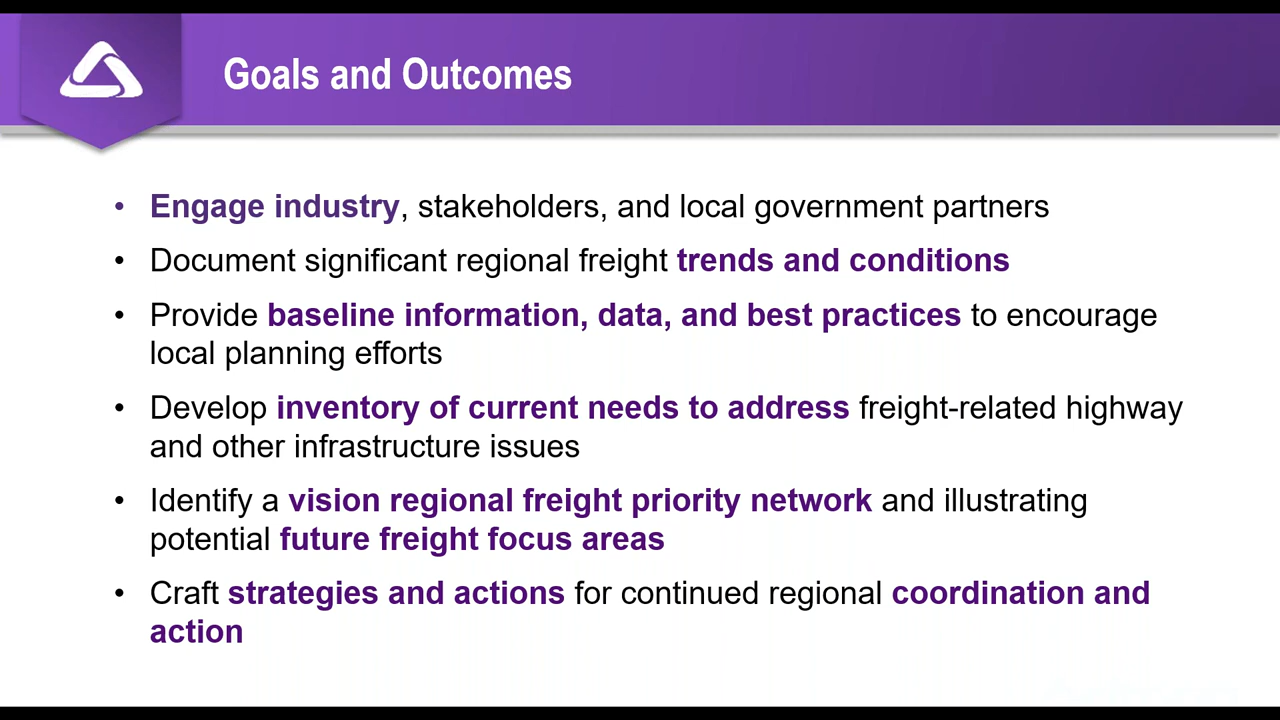 Goals and Outcomes
• Engage industry, stakeholders, and local government partners
• Document significant regional freight trends and conditions
• Provide baseline information, data, and best practices to encourage
local planning efforts
• Develop inventory of current needs to address freight-related highway
and other infrastructure issues
• Identify a vision regional freight priority network and illustrating
potential future freight focus areas
• Craft strategies and actions for continued regional coordination and
action